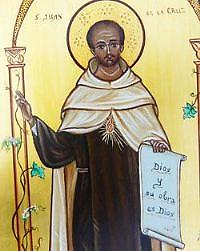 S. JUAN DE LA CRUZ
Dios
y
su obra
es Dios